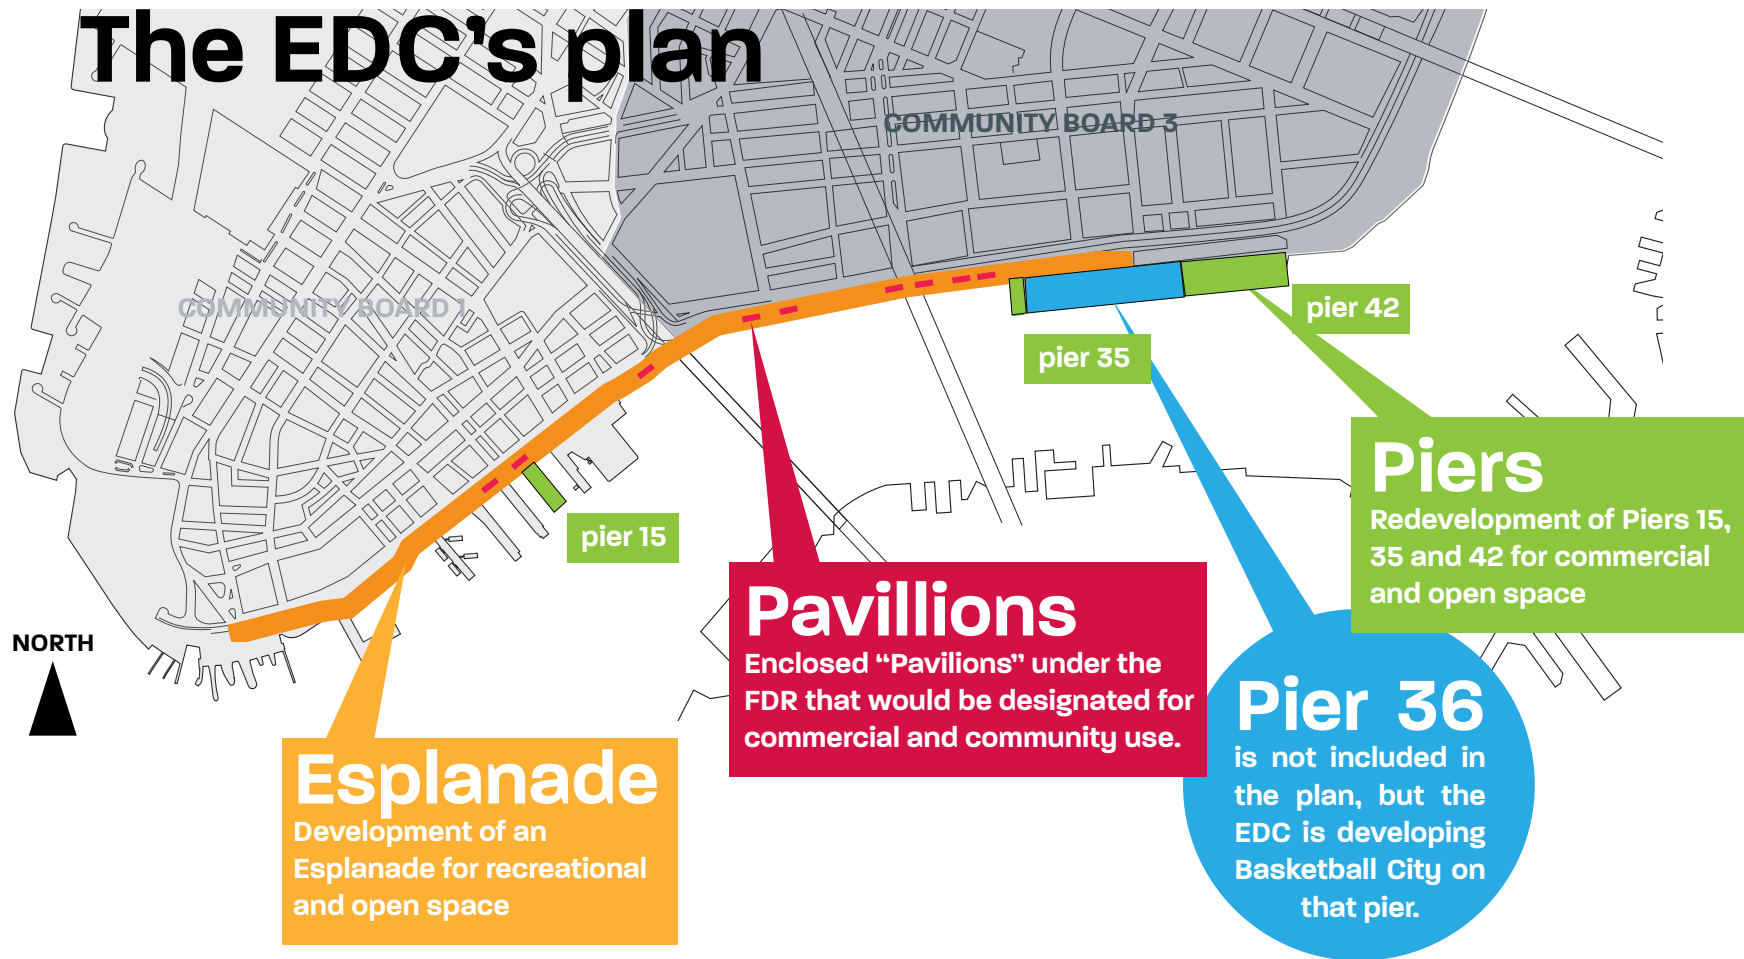 The EDC's plan
COMMUNITY BOARD 3
COMMUNITY BOARD 1
pier 42
pier 35
pier 15
NORTH
Piers
Redevelopment of Piers 15,
35 and 42 for commercial
and open space
Pavillions
Enclosed “Pavilions” under the
FDR that would be designated for
commercial and community use.
Pier 36
is not included in
the plan, but the
EDC is developing
Basketball City on
that pier.
Esplanade
Development of an
Esplanade for recreational
and open space